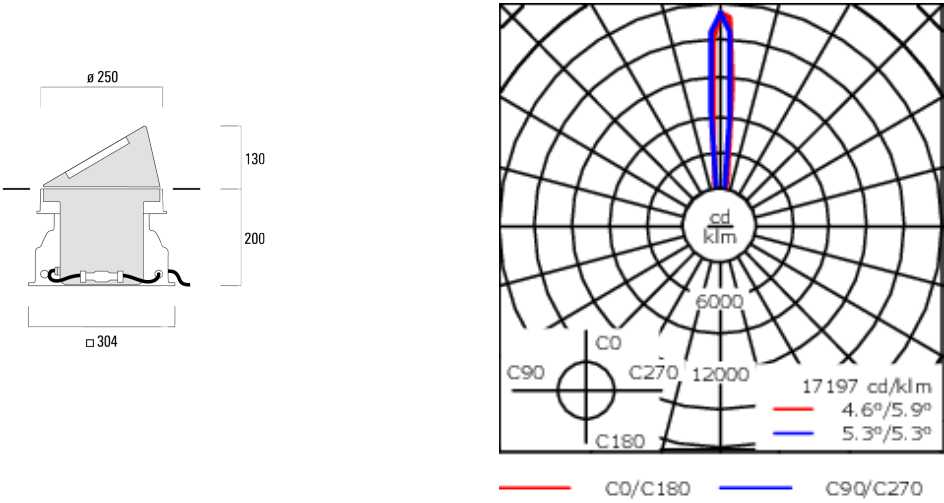 ø 250
130
200
□ 304
cd
klm
6000
12000
C0
C90
C270
C180
17197 cd/klm
4.6º/5.9º
5.3º/5.3º
C0/C180
C90/C270